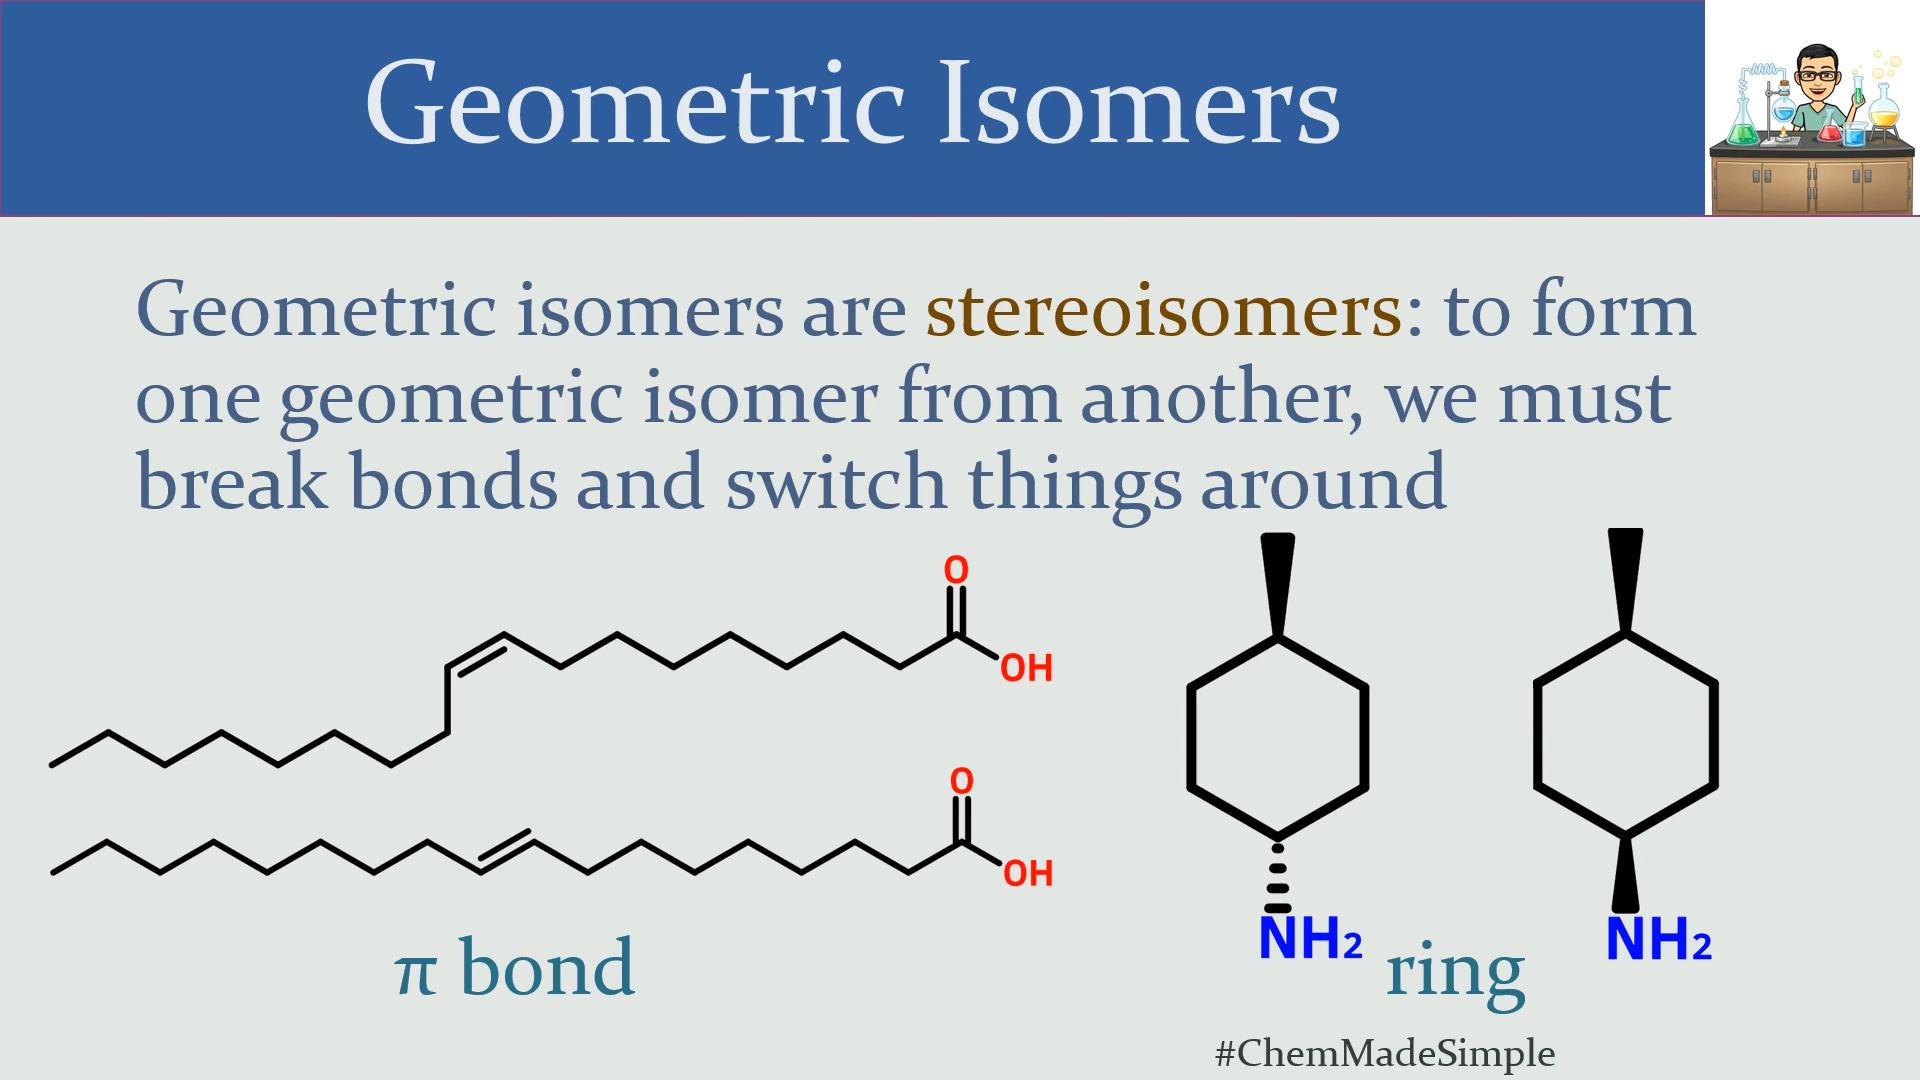 Geometric Isomers
Geometric isomers are stereoisomers: to form
one geometric isomer from another, we must
break bonds and switch things around
O
OH
O
OH
NH₂
NH₂
π bond
ring
#ChemMadeSimple